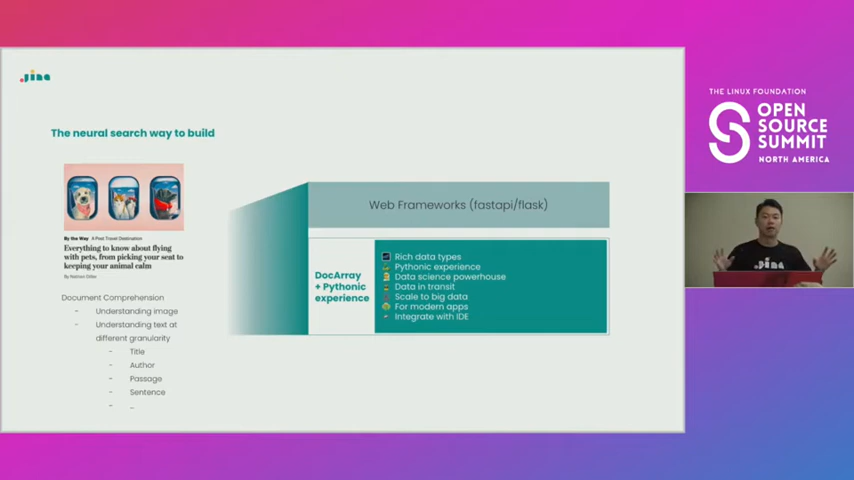 Jina
The neural search way to build
By the Way A Post Travel Destination
Everything to know about flying
with pets, from picking your seat to
keeping your animal calm
By Natalie Compton
Document Comprehension
- Understanding image
- Understanding text at
different granularity
- Title
- Author
- Passage
- Sentence
- ..
Web Frameworks (fastapi/flask)
DocArray
+ Pythonic
experience
Rich data types
Pythonic experience
Data science powerhouse
Data in transit
Scale to big data
For modern apps
Integrate with IDE
THE LINUX FOUNDATION
OPEN
SOURCE
SUMMIT
NORTH AMERICA